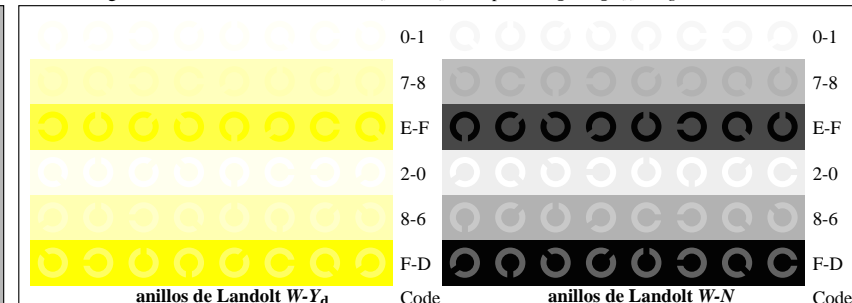 0-1 0-1
7-8 7-8
E-F E-F
2-0 2-0
8-6 8-6
F-D F-D
anillos de Landolt W-Yd Code anillos de Landolt W-N Code